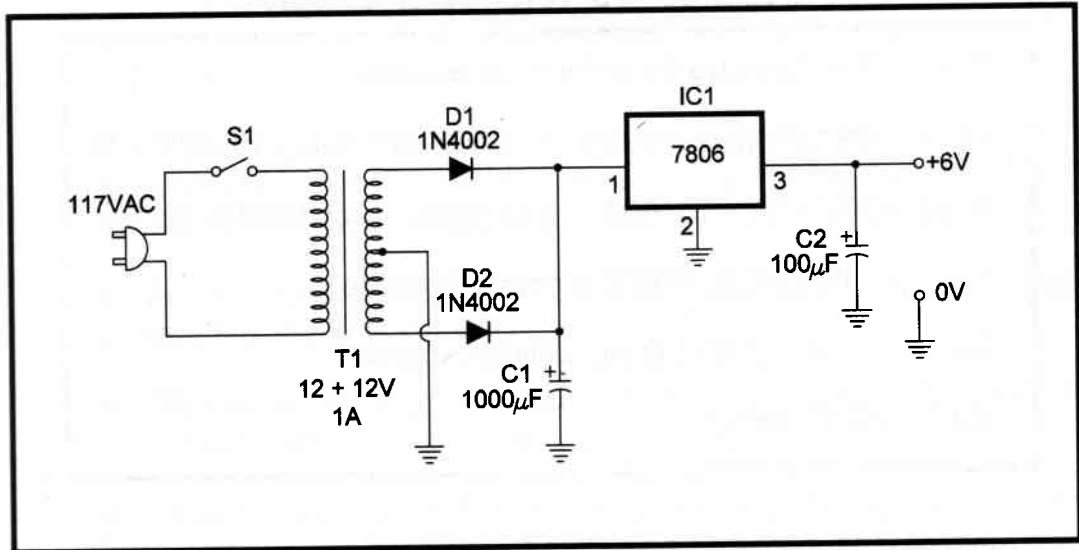 S1
117VAC
T1
12 + 12V
1A
D1
1N4002
D2
1N4002
C1
+
1000μF
IC1
7806
1
2
3
C2
+
100μF
+6V
0V